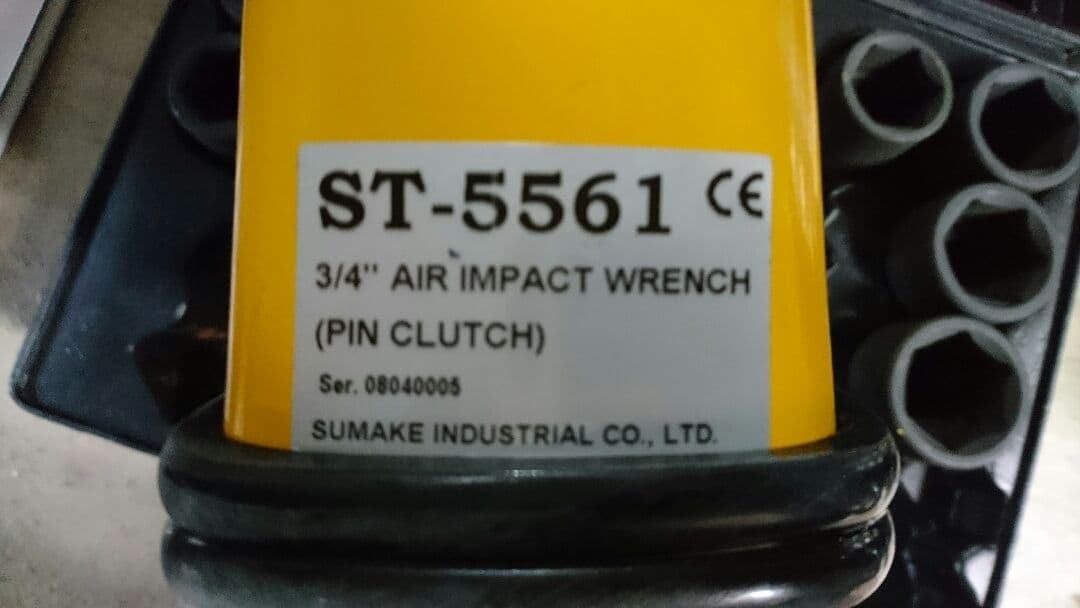 ST-5561 CE
3/4" AIR IMPACT WRENCH
(PIN CLUTCH)
Ser. 08040005
SUMAKE INDUSTRIAL CO., LTD.